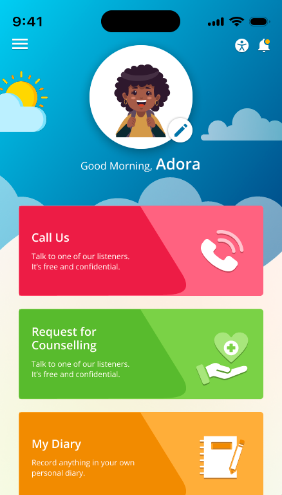 9:41
Good Morning, Adora
Call Us
Talk to one of our listeners.
It's free and confidential.
Request for
Counselling
Talk to one of our listeners.
It's free and confidential.
My Diary
Record anything in your own
personal diary.